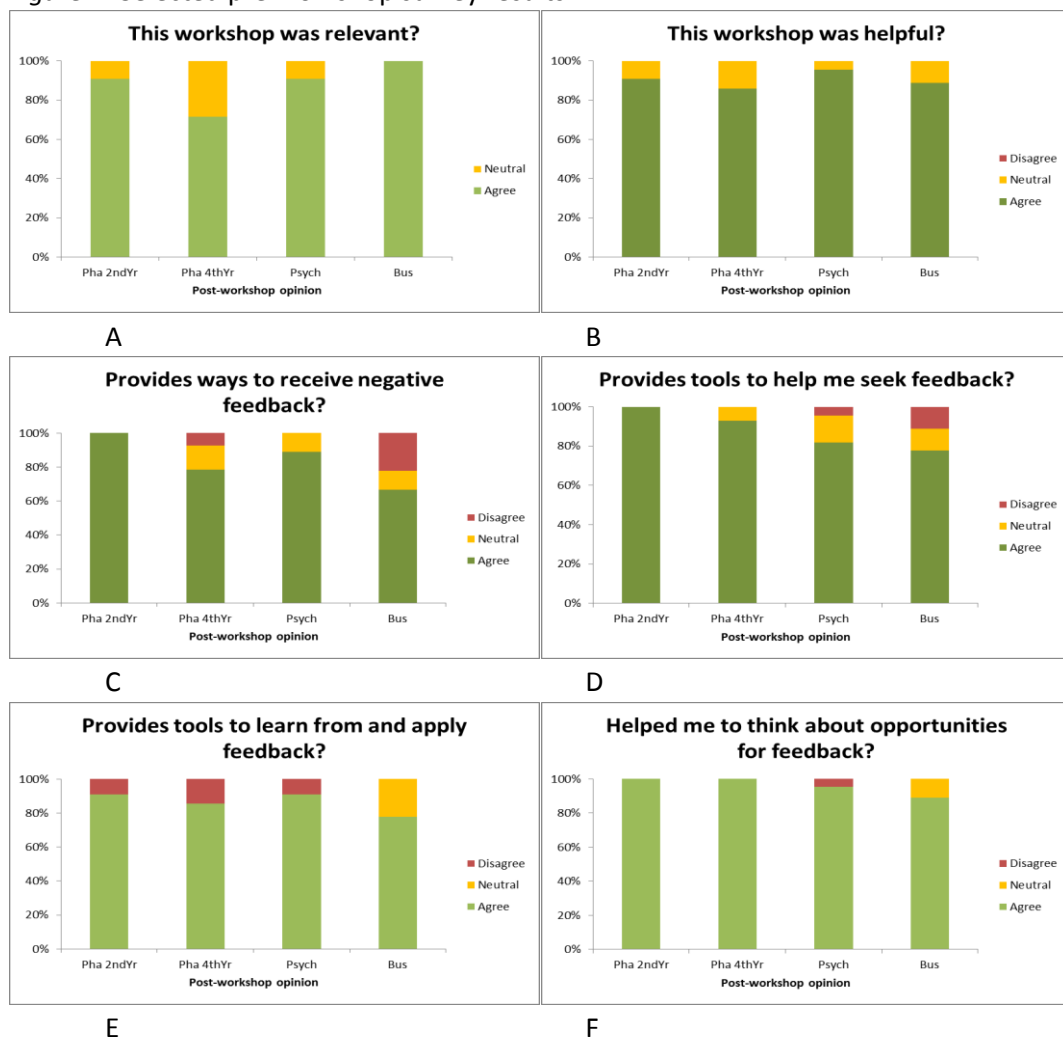 Figure survey results
This workshop was relevant?
100%
80%
60%
40%
20%
0%
Neutral
Agree
Pha 2ndYr Pha 4thYr Psych Bus
Post-workshop opinion
A
This workshop was helpful?
100%
80%
60%
40%
20%
0%
Disagree
Neutral
Agree
Pha 2ndYr Pha 4thYr Psych Bus
Post-workshop opinion
B
Provides ways to receive negative
feedback?
100%
80%
60%
40%
20%
0%
Disagree
Neutral
Agree
Pha 2ndYr Pha 4thYr Psych Bus
Post-workshop opinion
C
Provides tools to help me seek feedback?
100%
80%
60%
40%
20%
0%
Disagree
Neutral
Agree
Pha 2ndYr Pha 4thYr Psych Bus
Post-workshop opinion
D
Provides tools to learn from and apply
feedback?
100%
80%
60%
40%
20%
0%
Disagree
Neutral
Agree
Pha 2ndYr Pha 4thYr Psych Bus
Post-workshop opinion
E
Helped me to think about opportunities
for feedback?
100%
80%
60%
40%
20%
0%
Disagree
Neutral
Agree
Pha 2ndYr Pha 4thYr Psych Bus
Post-workshop opinion
F